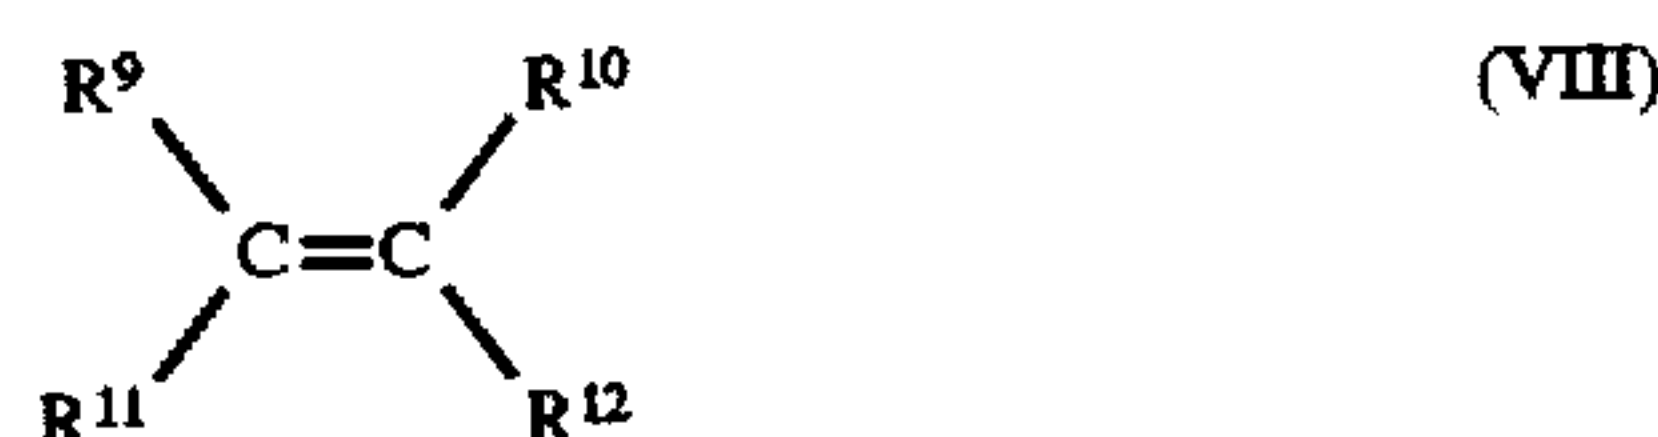 R⁹ R¹⁰ (VIII)
C=C
R¹¹ R¹²